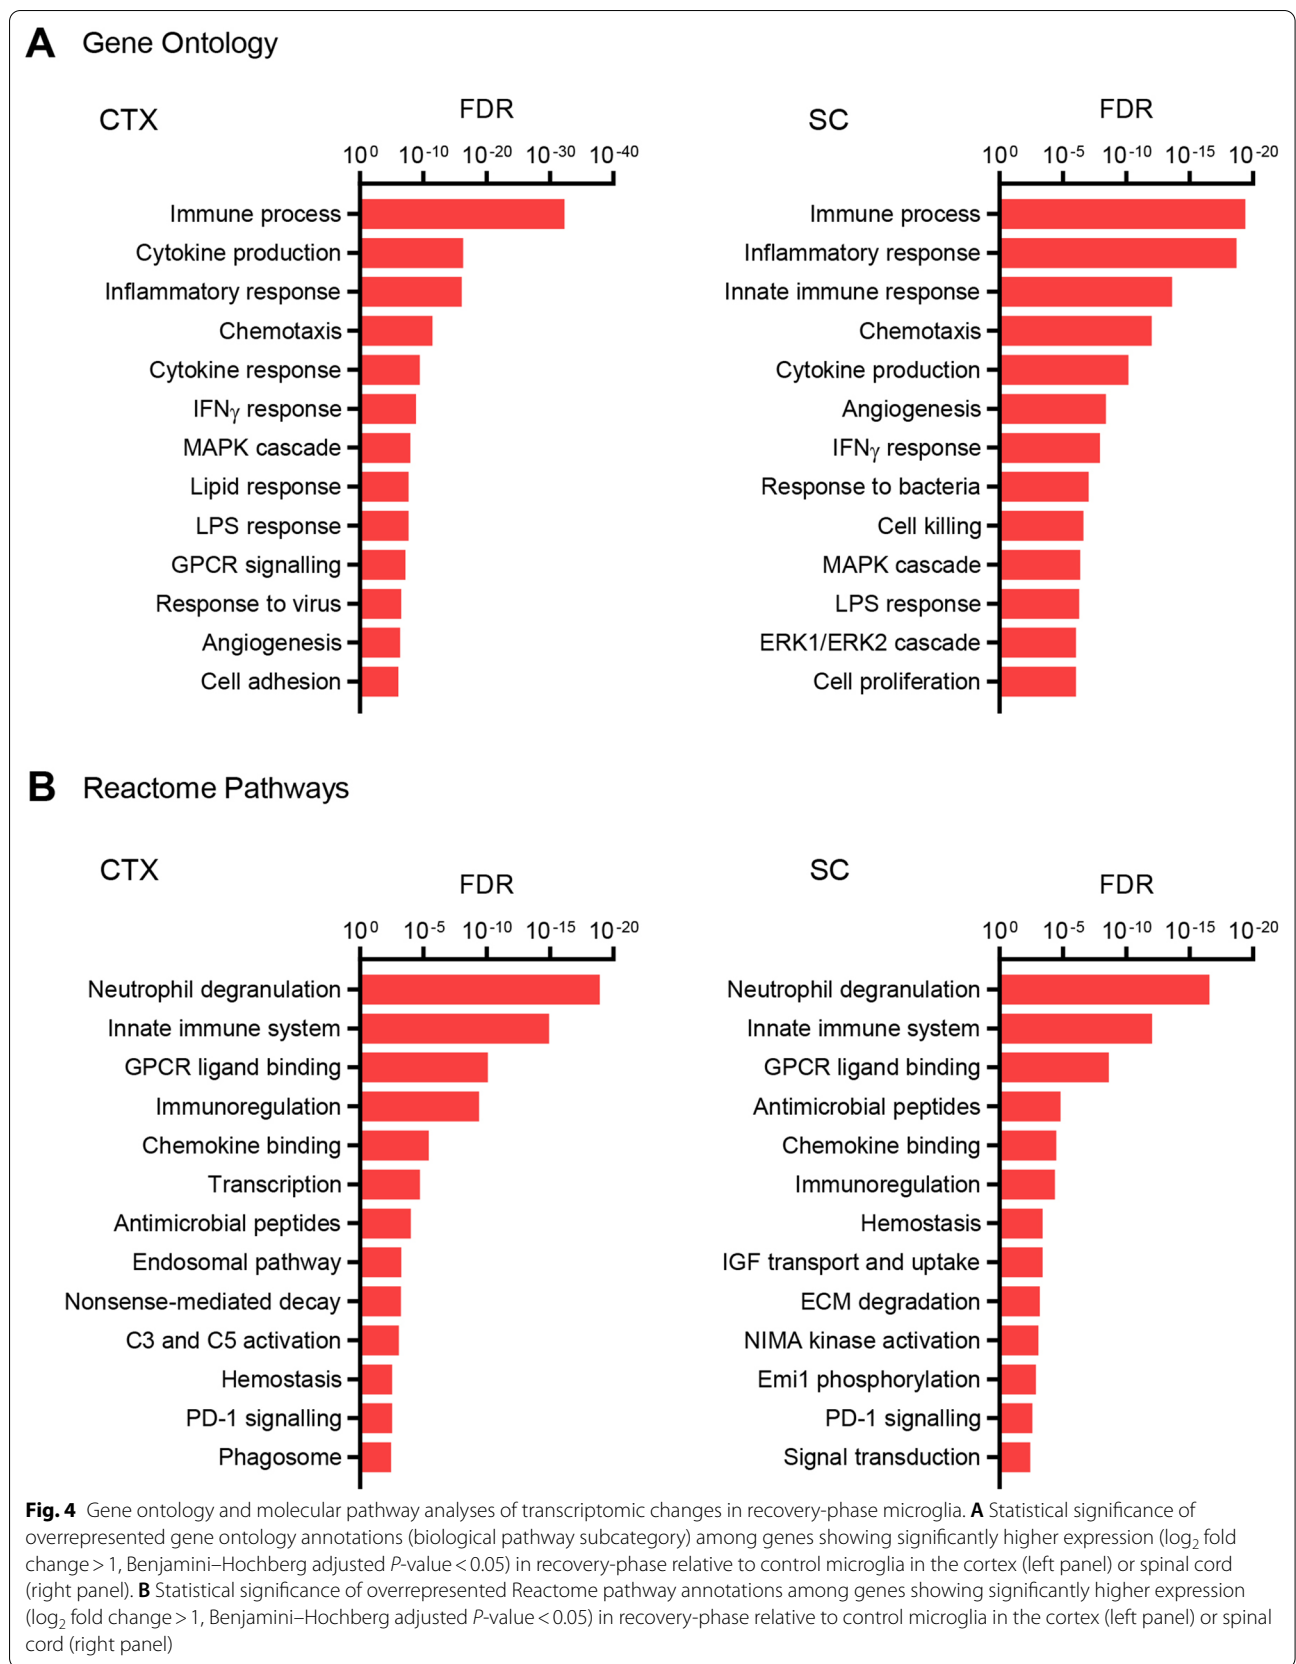 A Gene Ontology
CTX
FDR
10⁰ 10⁻¹⁰ 10⁻²⁰ 10⁻³⁰ 10⁻⁴⁰
Immune process
Cytokine production
Inflammatory response
Chemotaxis
Cytokine response
IFNγ response
MAPK cascade
Lipid response
LPS response
GPCR signalling
Response to virus
Angiogenesis
Cell adhesion
SC
FDR
10⁰ 10⁻⁵ 10⁻¹⁰ 10⁻¹⁵ 10⁻²⁰
Immune process
Inflammatory response
Innate immune response
Chemotaxis
Cytokine production
Angiogenesis
IFNγ response
Response to bacteria
Cell killing
MAPK cascade
LPS response
ERK1/ERK2 cascade
Cell proliferation
B Reactome Pathways
CTX
FDR
10⁰ 10⁻⁵ 10⁻¹⁰ 10⁻¹⁵ 10⁻²⁰
Neutrophil degranulation
Innate immune system
GPCR ligand binding
Immunoregulation
Chemokine binding
Transcription
Antimicrobial peptides
Endosomal pathway
Nonsense-mediated decay
C3 and C5 activation
Hemostasis
PD-1 signalling
Phagosome
SC
FDR
10⁰ 10⁻⁵ 10⁻¹⁰ 10⁻¹⁵ 10⁻²⁰
Neutrophil degranulation
Innate immune system
GPCR ligand binding
Antimicrobial peptides
Chemokine binding
Immunoregulation
Hemostasis
IGF transport and uptake
ECM degradation
NIMA kinase activation
Emi1 phosphorylation
PD-1 signalling
Signal transduction
Fig. 4 Gene ontology and molecular pathway analyses of transcriptomic changes in recovery-phase microglia. A Statistical significance of
overrepresented gene ontology annotations (biological pathway subcategory) among genes showing significantly higher expression (log₂ fold
change > 1, Benjamini–Hochberg adjusted P-value < 0.05) in recovery-phase relative to control microglia in the cortex (left panel) or spinal cord
(right panel). B Statistical significance of overrepresented Reactome pathway annotations among genes showing significantly higher expression
(log₂ fold change > 1, Benjamini–Hochberg adjusted P-value < 0.05) in recovery-phase relative to control microglia in the cortex (left panel) or spinal
cord (right panel)